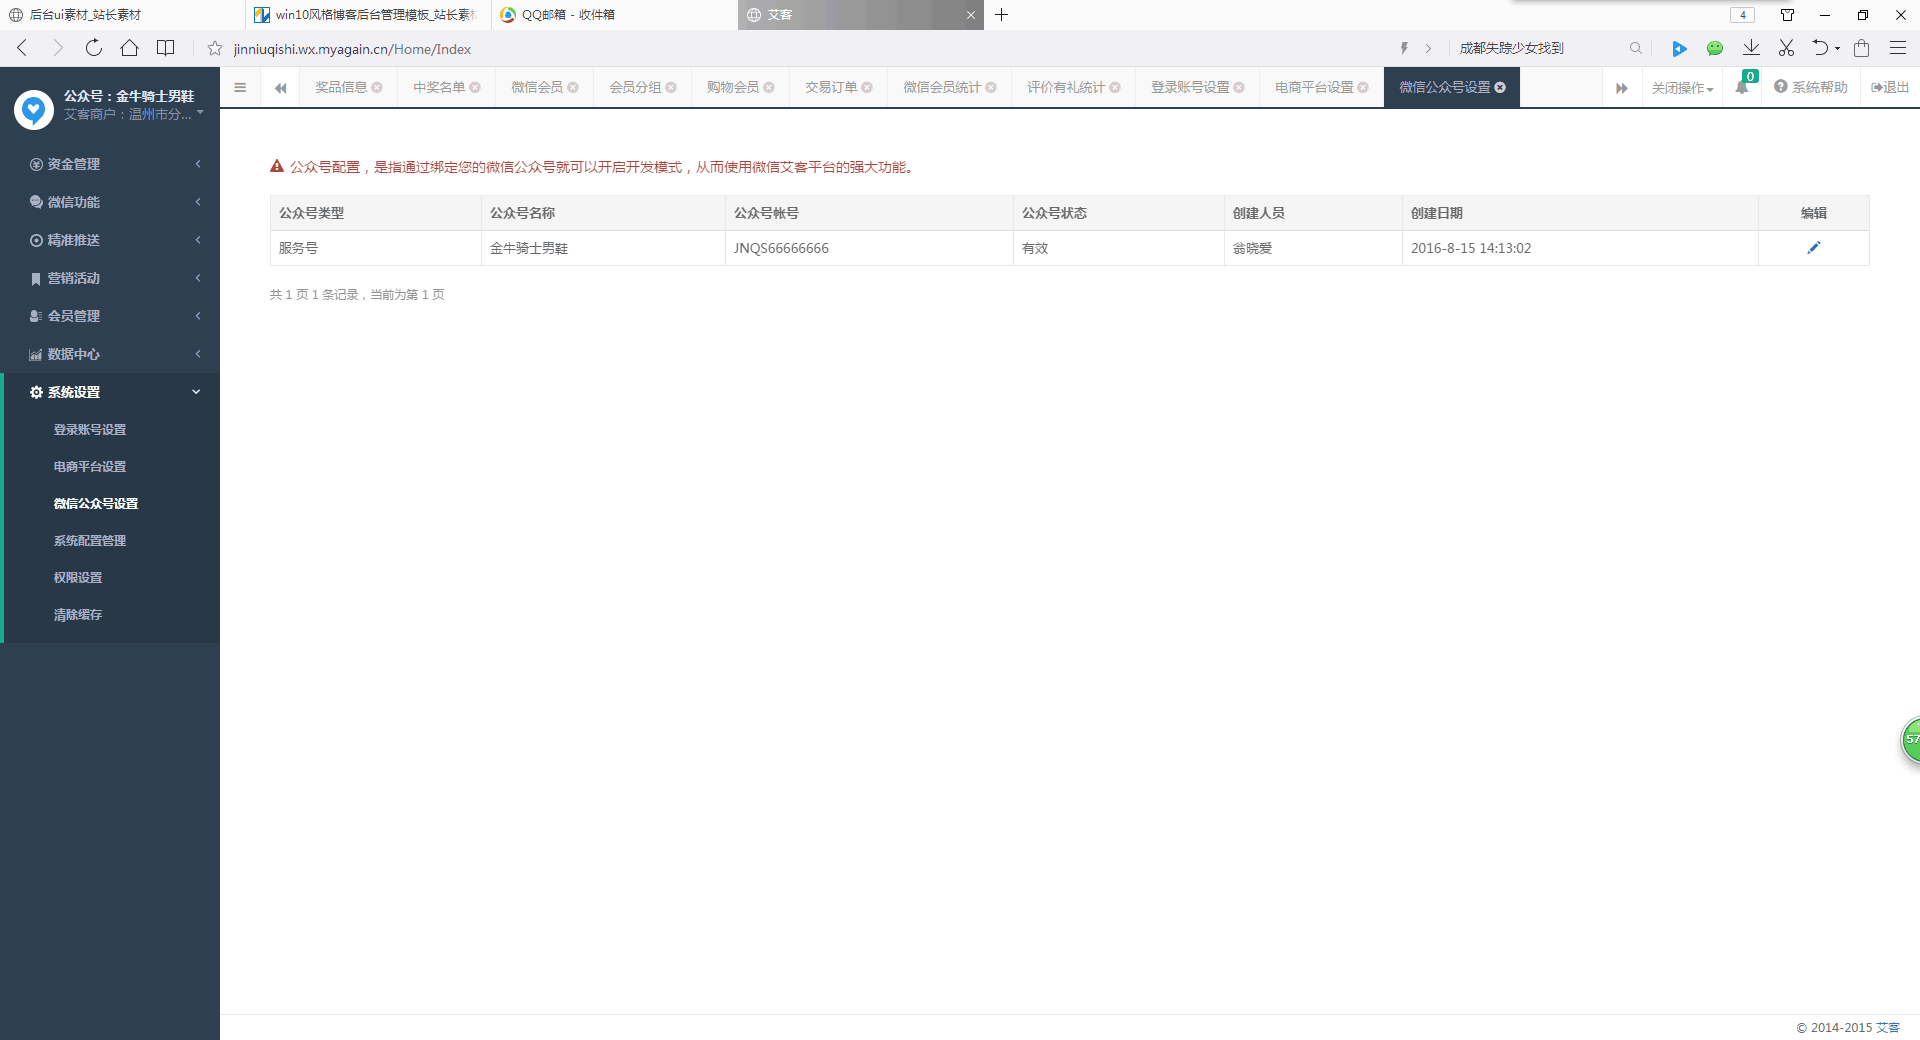 后台ui素材_站长素材
win10风格博客后台管理模板_站长素
QQ邮箱 - 收件箱
艾客
4
jinniuqishi.wx.myagain.cn/Home/Index
成都失踪少女找到
公众号：金牛骑士男鞋
艾客商户：温州市分...
奖品信息
中奖名单
微信会员
会员分组
购物会员
交易订单
微信会员统计
评价有礼统计
登录账号设置
电商平台设置
微信公众号设置
关闭操作
0
系统帮助
退出
资金管理
微信功能
精准推送
营销活动
会员管理
数据中心
系统设置
登录账号设置
电商平台设置
微信公众号设置
系统配置管理
权限设置
清除缓存
公众号配置，是指通过绑定您的微信公众号就可以开启开发模式，从而使用微信艾客平台的强大功能。
公众号类型 公众号名称 公众号帐号 公众号状态 创建人员 创建日期 编辑
服务号 金牛骑士男鞋 JNQS66666666 有效 翁晓爱 2016-8-15 14:13:02
共 1 页 1 条记录，当前为第 1 页
57
© 2014-2015 艾客